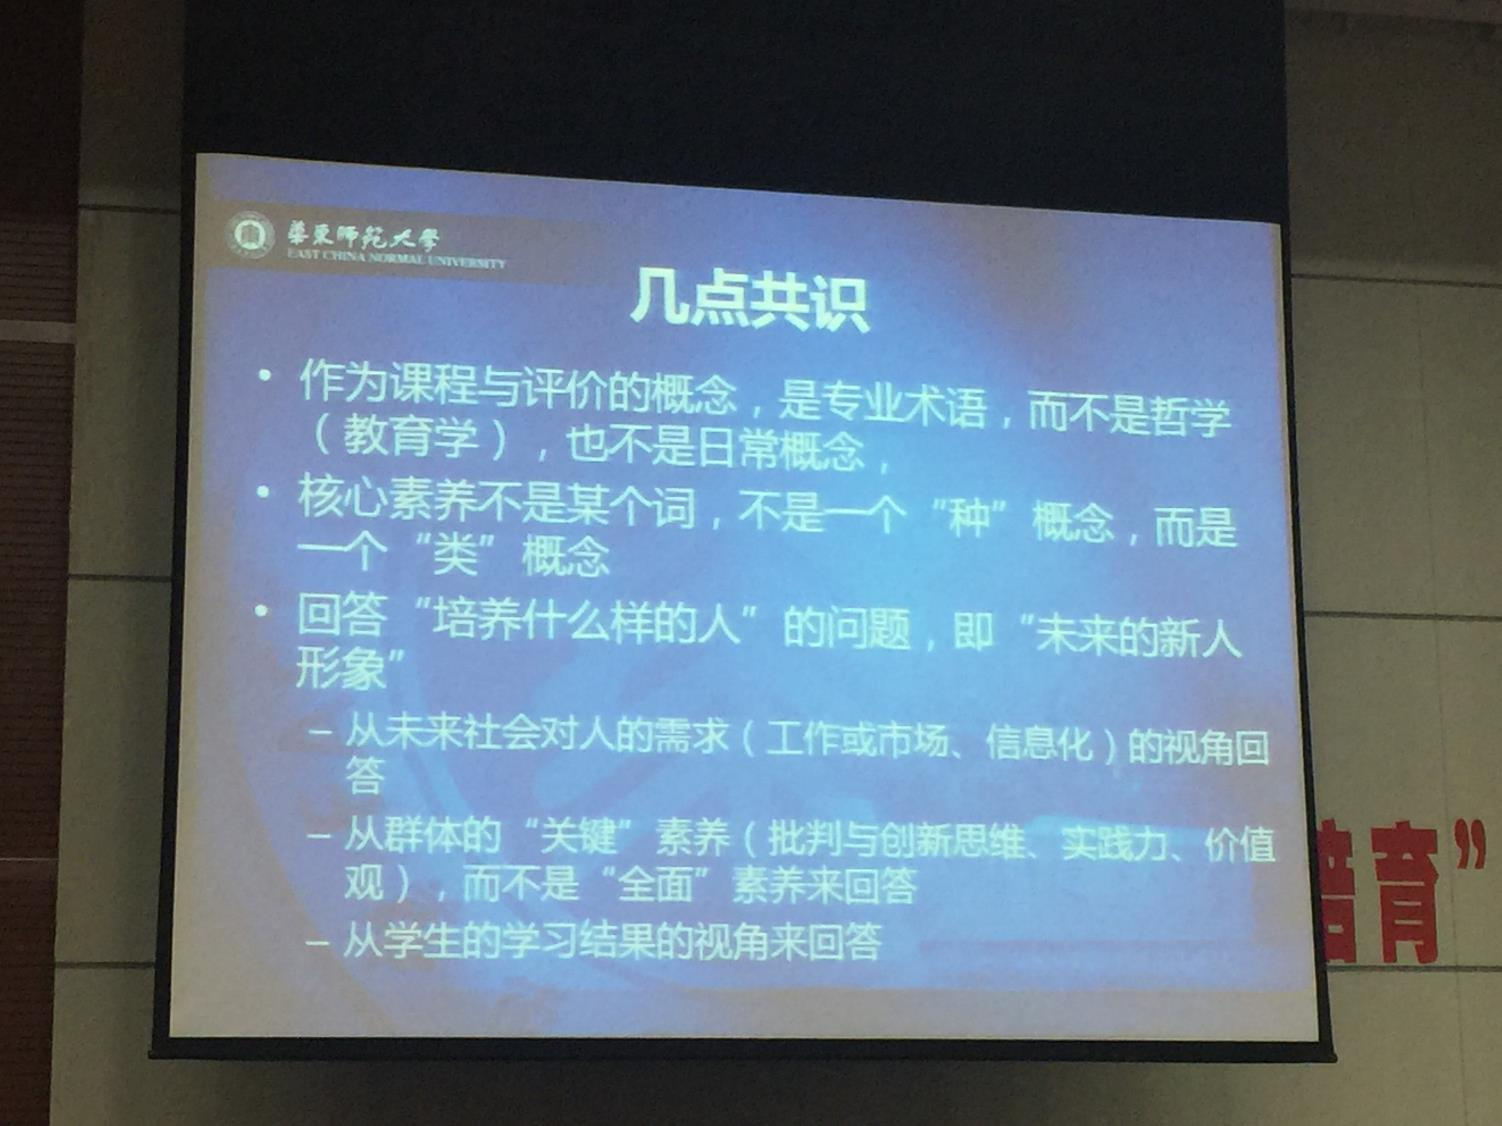 華東师范大學
EAST CHINA NORMAL UNIVERSITY
几点共识
• 作为课程与评价的概念，是专业术语，而不是哲学
（教育学），也不是日常概念，
• 核心素养不是某个词，不是一个“种”概念，而是
一个“类”概念
• 回答“培养什么样的人”的问题，即“未来的新人
形象”
– 从未来社会对人的需求（工作或市场、信息化）的视角回
答
– 从群体的“关键”素养（批判与创新思维、实践力、价值
观），而不是“全面”素养来回答
– 从学生的学习结果的视角来回答
培育”